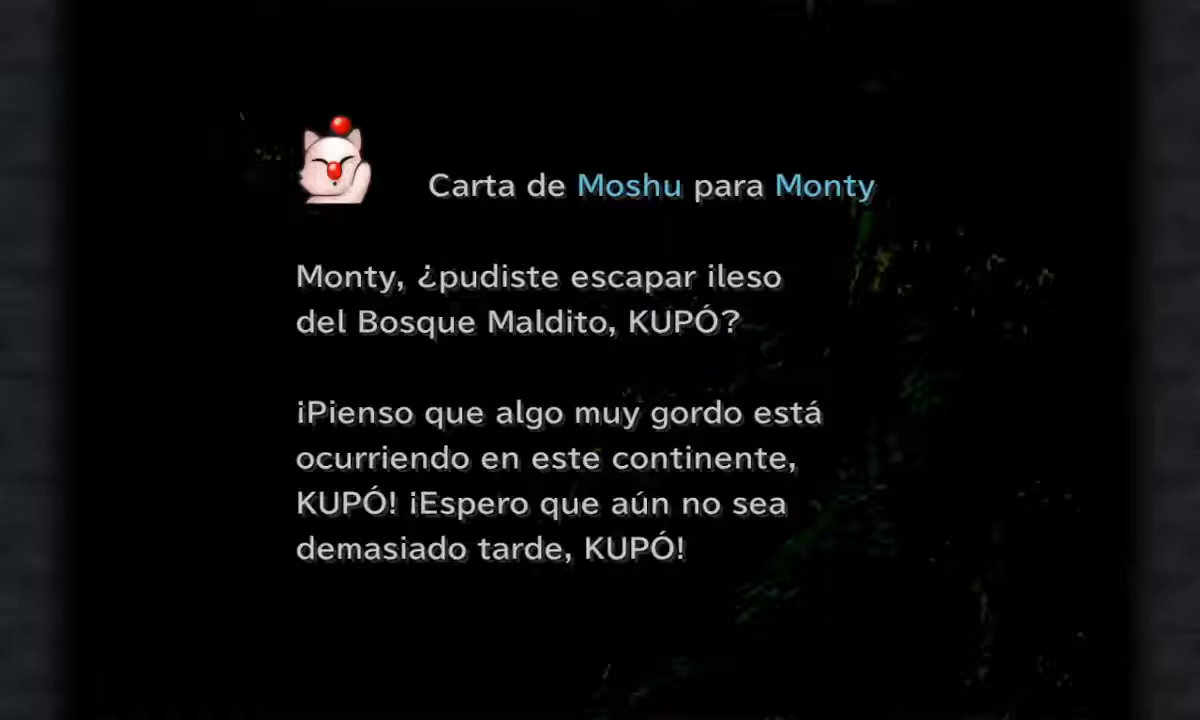 Carta de Moshu para Monty
Monty, ¿pudiste escapar ileso
del Bosque Maldito, KUPÓ?
¡Pienso que algo muy gordo está
ocurriendo en este continente,
KUPÓ! ¡Espero que aún no sea
demasiado tarde, KUPÓ!